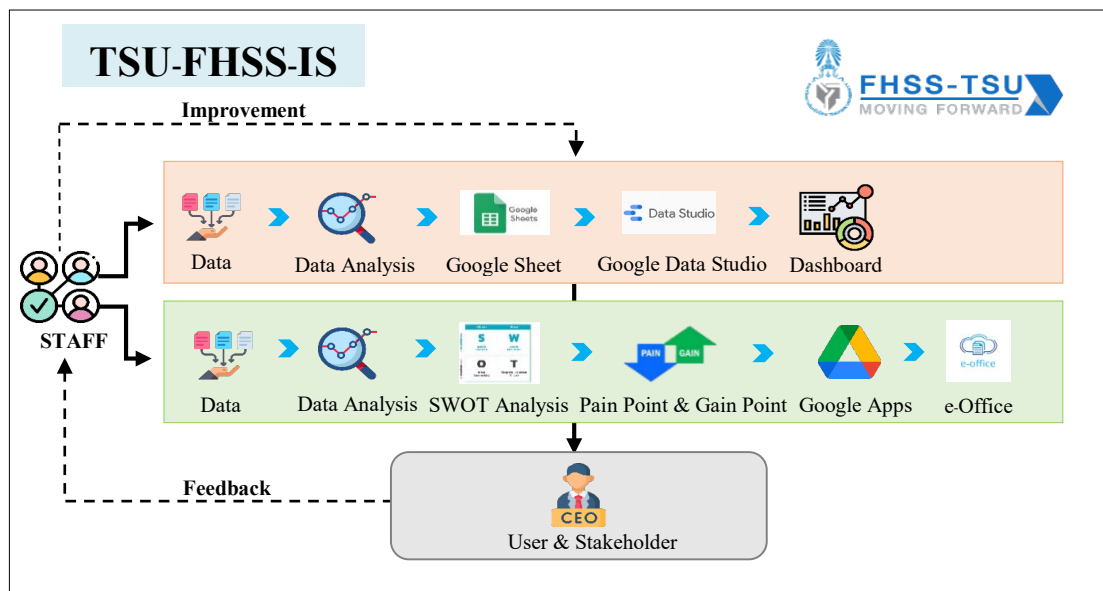 TSU-FHSS-IS
FHSS-TSU
MOVING FORWARD
Improvement
Google
Sheets
Data Studio
Data
Data Analysis
Google Sheet
Google Data Studio
Dashboard
STAFF
S
W
O
T
PAIN
GAIN
e-office
Data
Data Analysis
SWOT Analysis
Pain Point & Gain Point
Google Apps
e-Office
Feedback
CEO
User & Stakeholder